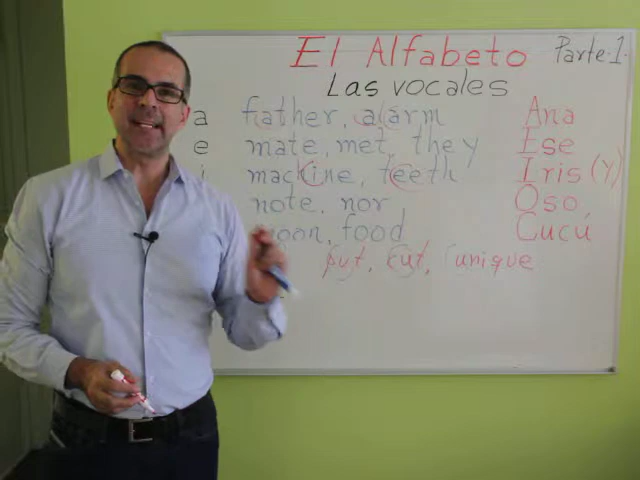 El Alfabeto Parte.1.
Las vocales
a father, alarm Ana
e mate, met, they Ese
i machine, teeth Iris (Y)
note, nor Oso
moon, food Cucú
put, cut, unique